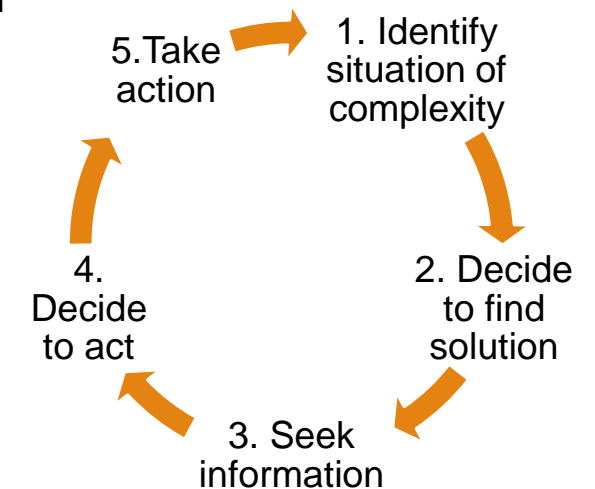 1. Identify
situation of
complexity
2. Decide
to find
solution
3. Seek
information
4.
Decide
to act
5.Take
action